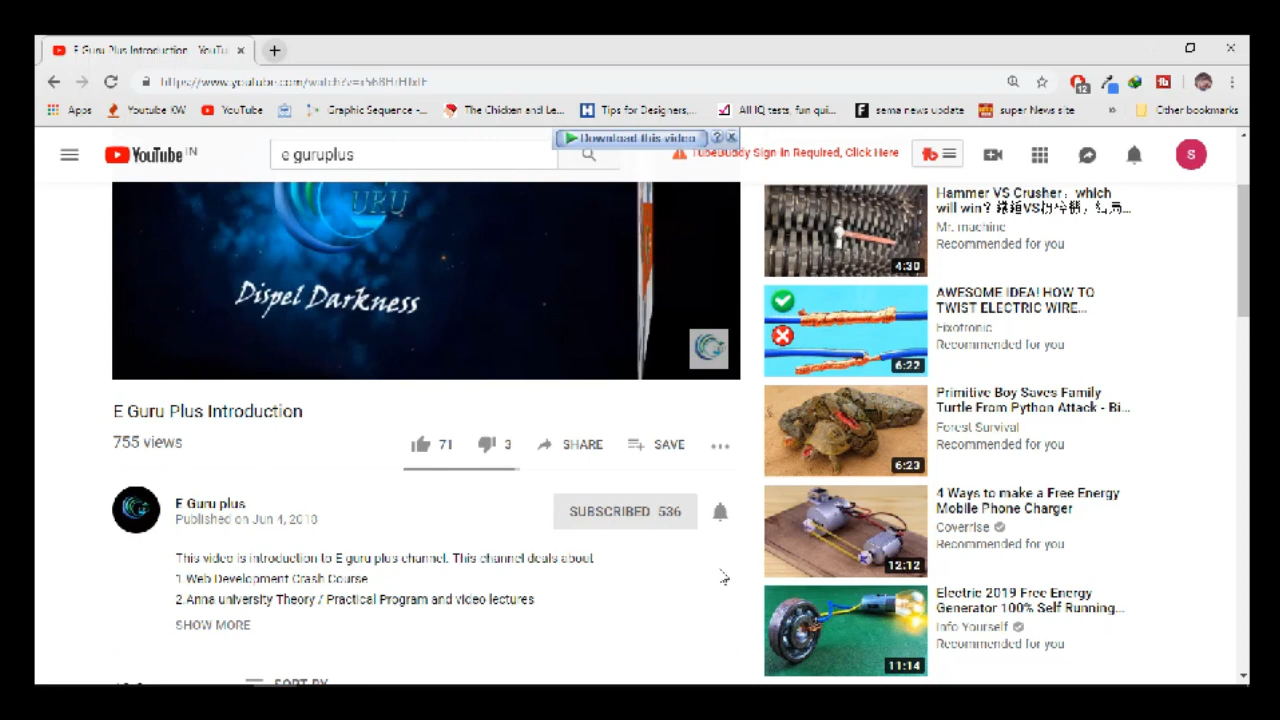 E Guru Plus Introduction - YouTu
Apps
Youtube KW
YouTube
Graphic Sequence -...
The Chicken and Le...
Tips for Designers,...
All IQ tests, fun qui...
sema news update
super News site
»
Other bookmarks
12
Download this video
YouTube IN
e guruplus
TubeBuddy Sign In Required, Click Here
S
URU
Dispel Darkness
E Guru Plus Introduction
755 views
71
3
SHARE
SAVE
E Guru plus
Published on Jun 4, 2018
SUBSCRIBED 536
This video is introduction to E guru plus channel. This channel deals about
1.Web Development Crash Course
2.Anna university Theory / Practical Program and video lectures
SHOW MORE
SORT BY
Hammer VS Crusher, which
will win?
Mr. machine
Recommended for you
4:30
AWESOME IDEA! HOW TO
TWIST ELECTRIC WIRE...
Fixotronic
Recommended for you
6:22
Primitive Boy Saves Family
Turtle From Python Attack - Bi...
Forest Survival
Recommended for you
6:23
4 Ways to make a Free Energy
Mobile Phone Charger
Coverrise
Recommended for you
12:12
Electric 2019 Free Energy
Generator 100% Self Running...
Info Yourself
Recommended for you
11:14